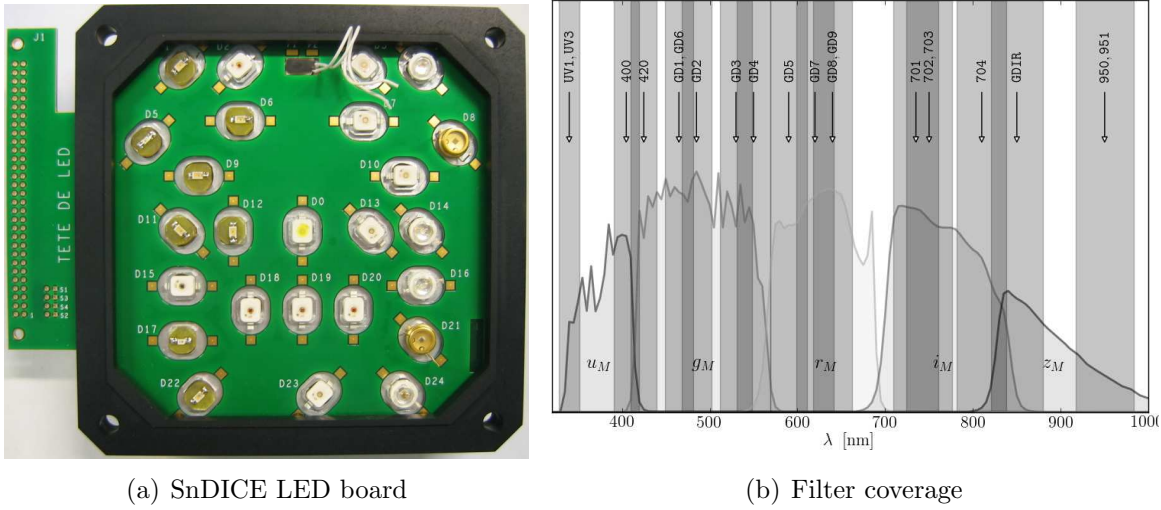 J1
TETE DE LED
S1
S3
S4
S2
D2
D5
D6
D7
D8
D9
D10
D11
D12
D0
D13
D14
D15
D18
D19
D20
D16
D17
D21
D22
D23
D24
(a) SnDICE LED board
UV1,UV3
400
420
GD1,GD6
GD2
GD3
GD4
GD5
GD7
GD8,GD9
701
702,703
704
GDIR
950,951
u_M
g_M
r_M
i_M
z_M
400 500 600 700 800 900 1000
λ [nm]
(b) Filter coverage